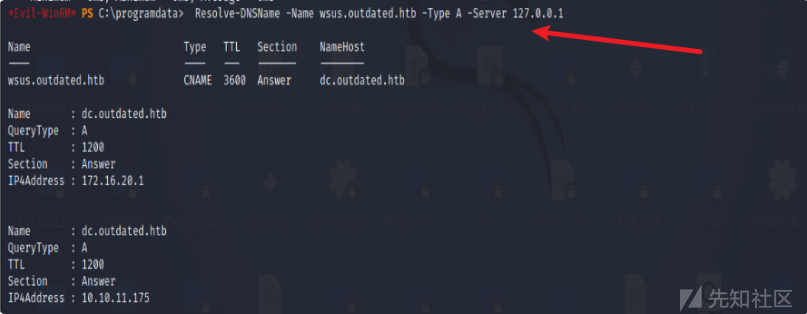 *Evil-WinRM* PS C:\programdata> Resolve-DNSName -Name wsus.outdated.htb -Type A -Server 127.0.0.1
Name Type TTL Section NameHost
---- ---- --- ------- --------
wsus.outdated.htb CNAME 3600 Answer dc.outdated.htb
Name : dc.outdated.htb
QueryType : A
TTL : 1200
Section : Answer
IP4Address : 172.16.20.1
Name : dc.outdated.htb
QueryType : A
TTL : 1200
Section : Answer
IP4Address : 10.10.11.175
先知社区